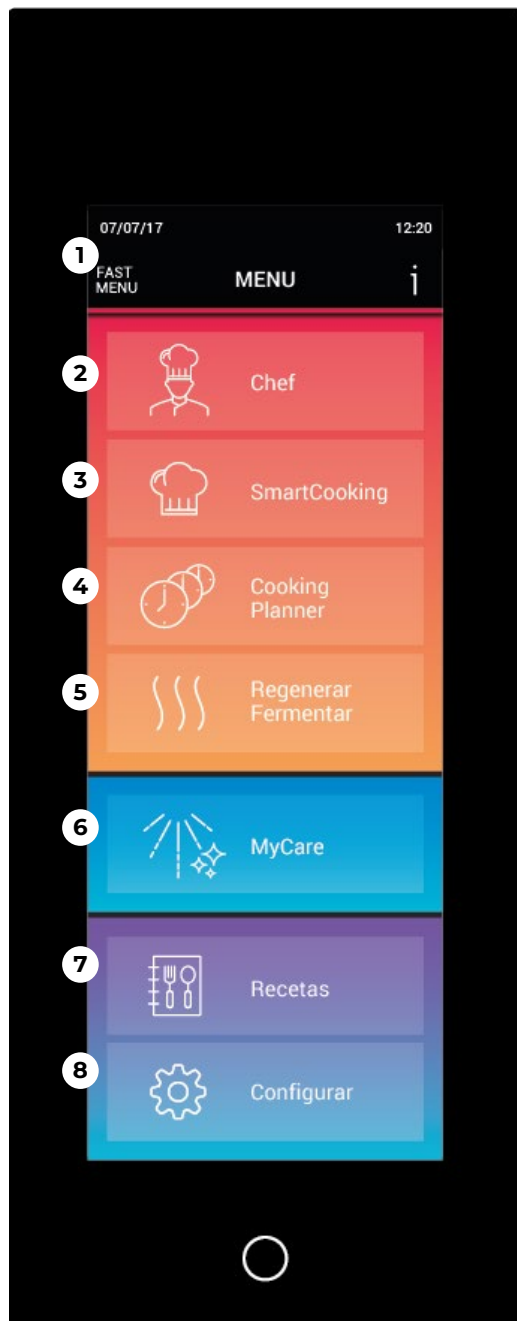 07/07/17 12:20
1
FAST
MENU
MENU i
2 Chef
3 SmartCooking
4 Cooking
Planner
5 Regenerar
Fermentar
6 MyCare
7 Recetas
8 Configurar